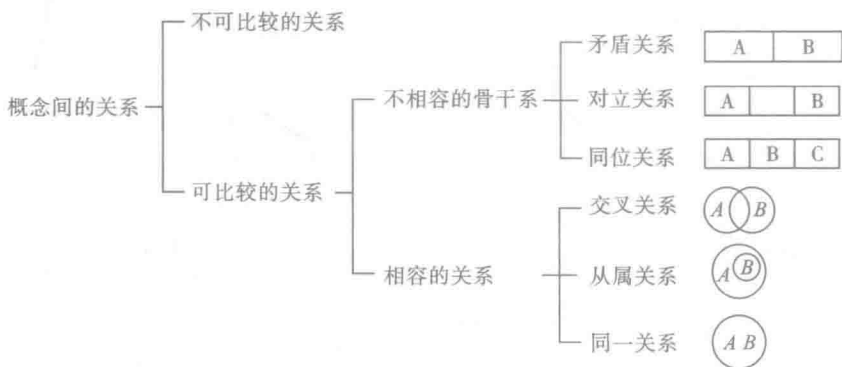 不可比较的关系
矛盾关系 A B
概念间的关系 不相容的骨干系 对立关系 A B
同位关系 A B C
可比较的关系
交叉关系 A B
相容的关系 从属关系 A B
同一关系 A B